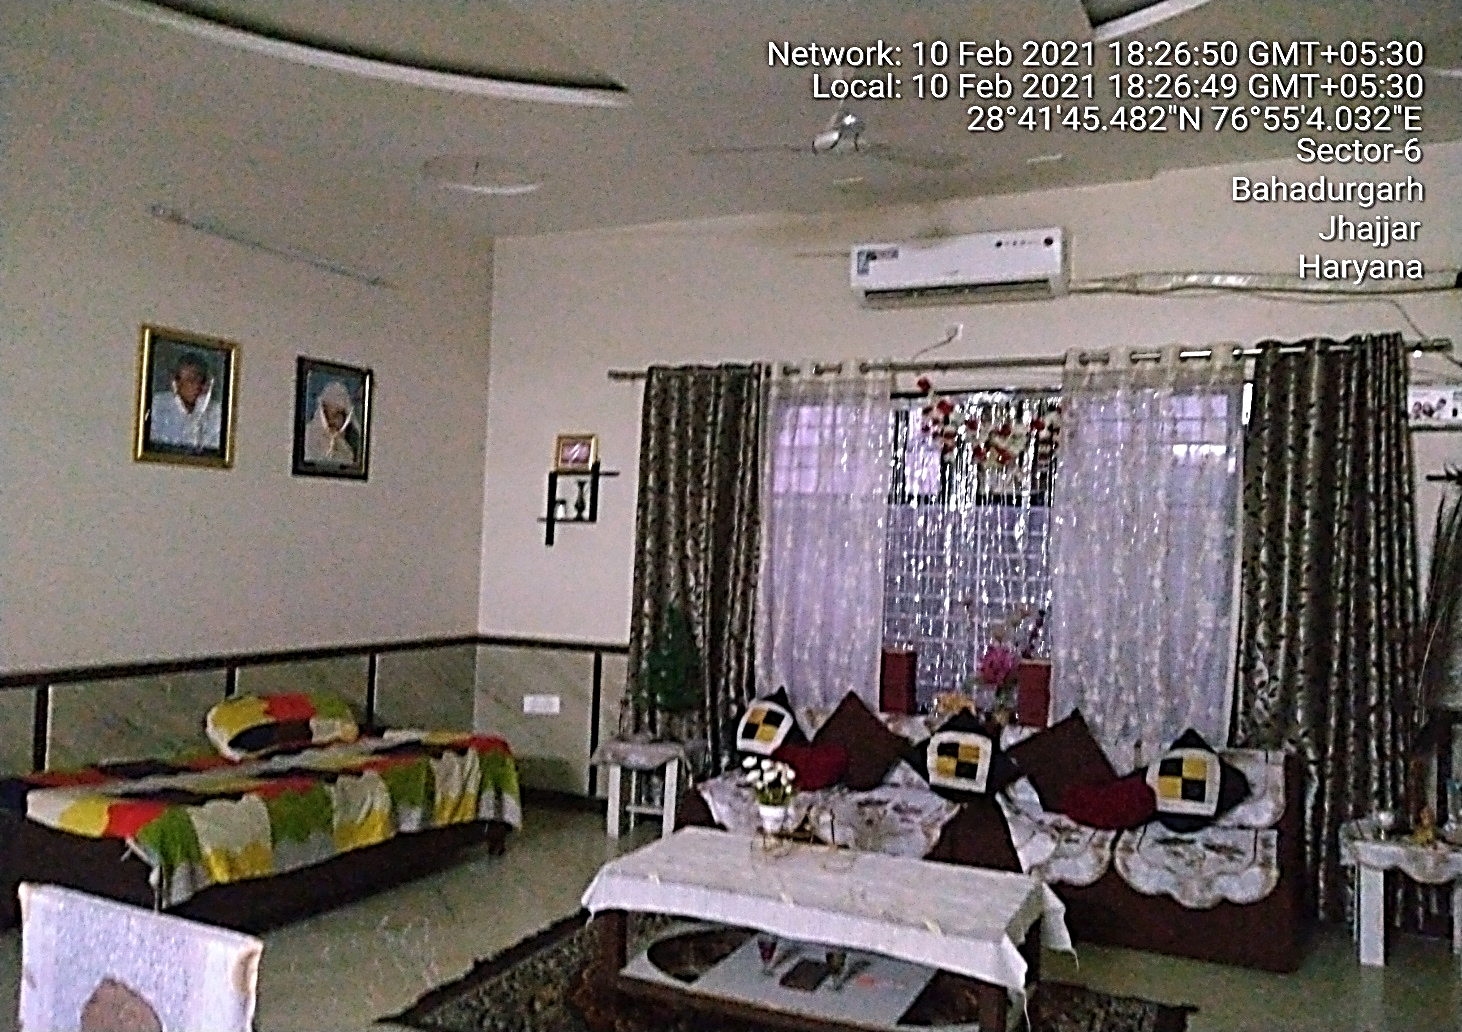 Network: 10 Feb 2021 18:26:50 GMT+05:30
Local: 10 Feb 2021 18:26:49 GMT+05:30
28°41'45.482"N 76°55'4.032"E
Sector-6
Bahadurgarh
Jhajjar
Haryana